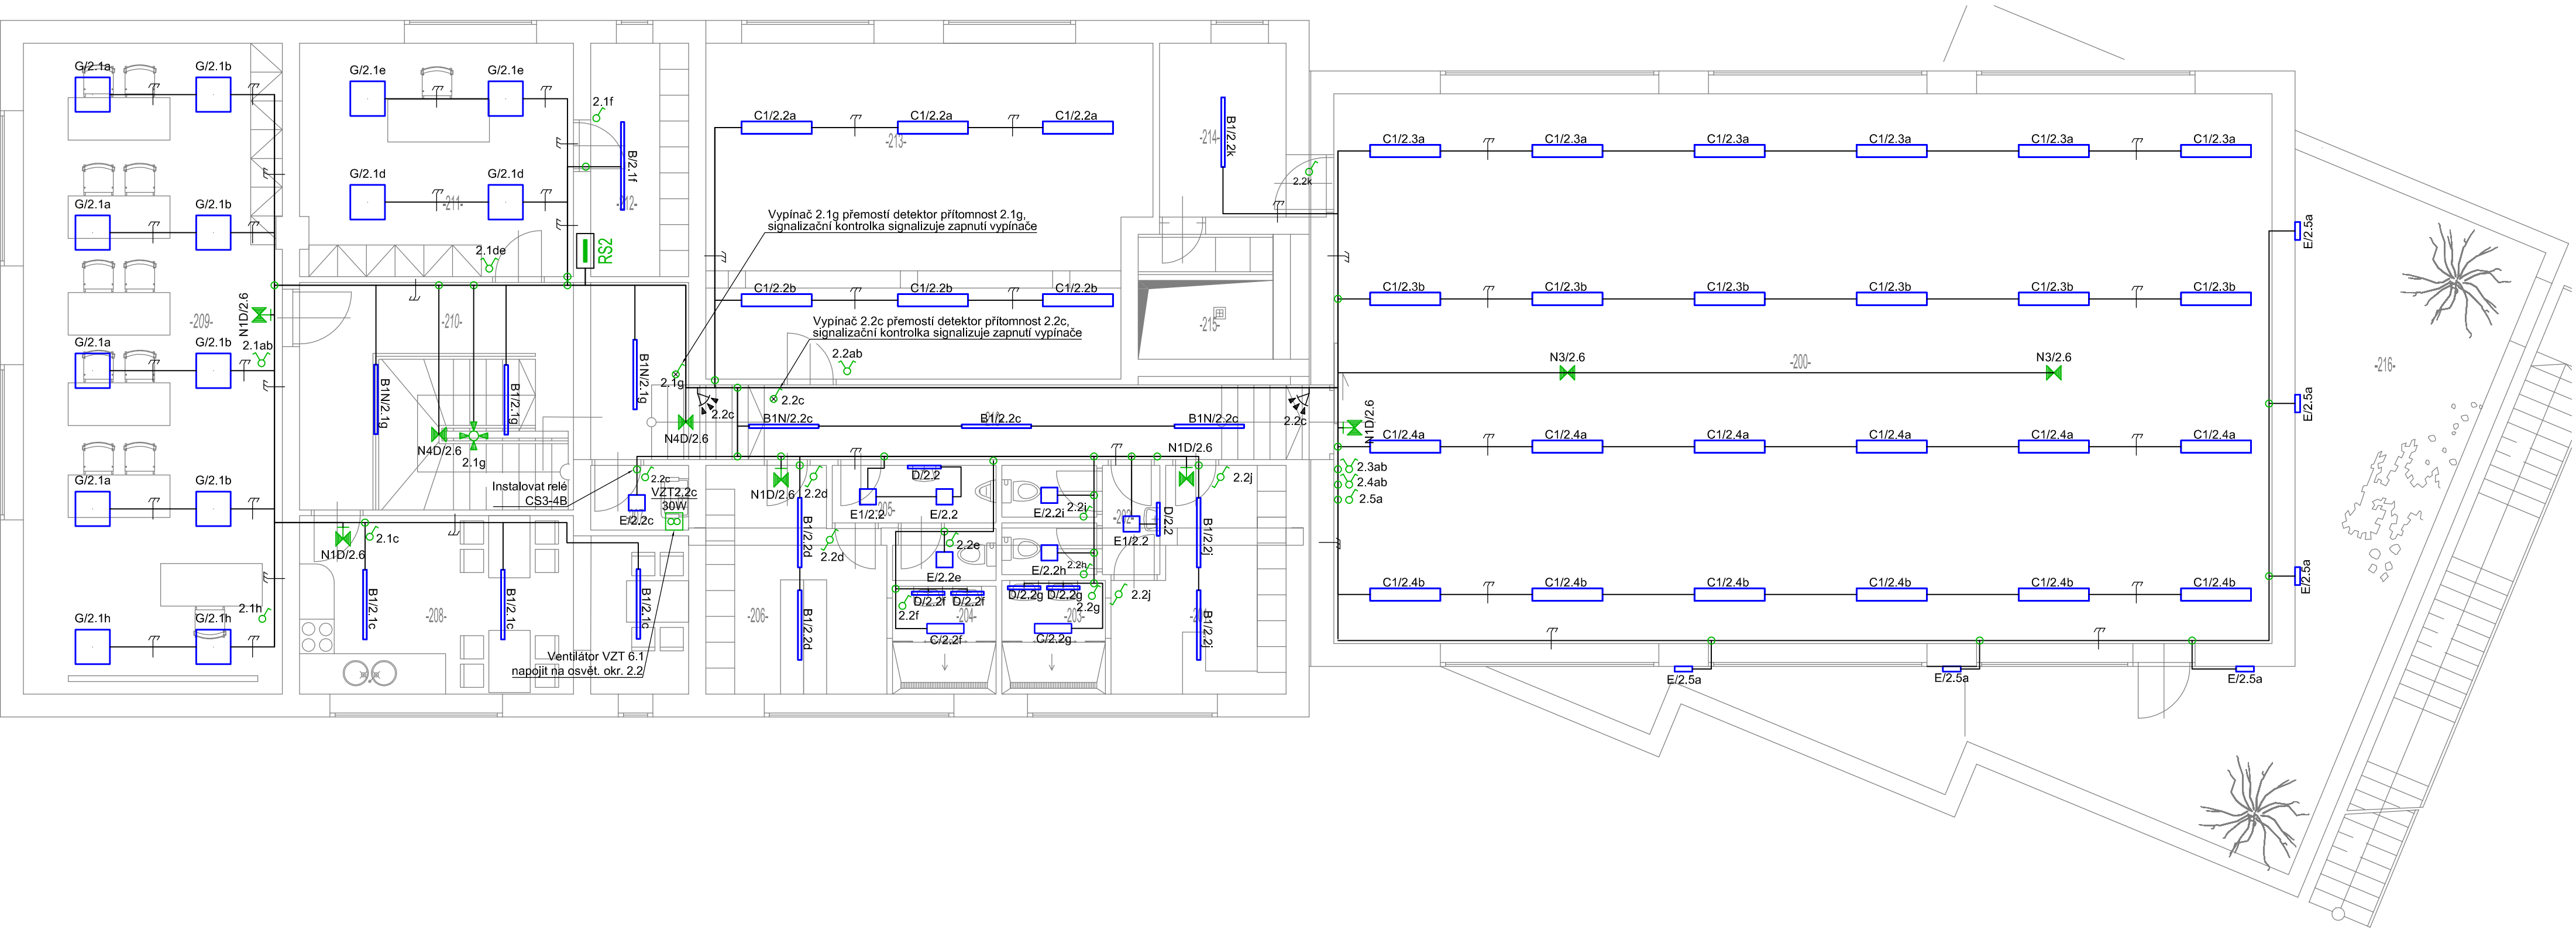 G/2.1a
G/2.1b
G/2.1e
G/2.1e
2.1f
B/2.1f
C1/2.2a
C1/2.2a
C1/2.2a
-213-
-214-
B1/2.2k
2.2k
C1/2.3a
C1/2.3a
C1/2.3a
C1/2.3a
C1/2.3a
C1/2.3a
G/2.1d
G/2.1d
-211-
-212-
G/2.1a
G/2.1b
2.1de
RS2
Vypínač 2.1g přemostí detektor přítomnost 2.1g,
signalizační kontrolka signalizuje zapnutí vypínače
E/2.5a
C1/2.2b
C1/2.2b
C1/2.2b
C1/2.3b
C1/2.3b
C1/2.3b
C1/2.3b
C1/2.3b
C1/2.3b
N1D/2.6
-209-
-210-
Vypínač 2.2c přemostí detektor přítomnost 2.2c,
signalizační kontrolka signalizuje zapnutí vypínače
-215-
G/2.1a
G/2.1b
2.1ab
2.2ab
N3/2.6
-200-
N3/2.6
-216-
B1N/2.1g
B1/2.1g
B1N/2.1g
2.1g
2.2c
2.2c
B1N/2.2c
B1/2.2c
B1N/2.2c
2.2c
N1D/2.6
E/2.5a
N4D/2.6
2.1g
N4D/2.6
C1/2.4a
C1/2.4a
C1/2.4a
C1/2.4a
C1/2.4a
C1/2.4a
G/2.1a
G/2.1b
Instalovat relé
CS3-4B
2.2c
VZT2.2c
30W
E/2.2c
N1D/2.6
2.2d
D/2.2
E1/2.2
E/2.2
-205-
E/2.2i
2.2i
-202-
D/2.2
E1/2.2
N1D/2.6
2.2j
2.3ab
2.4ab
2.5a
N1D/2.6
2.1c
B1/2.2d
2.2d
2.2e
E/2.2e
E/2.2h
2.2h
B1/2.2j
E/2.5a
G/2.1h
G/2.1h
2.1h
B1/2.1c
-208-
B1/2.1c
B1/2.1c
-206-
B1/2.2d
D/2.2f
D/2.2f
2.2f
-204-
C/2.2f
D/2.2g
D/2.2g
2.2g
-203-
C/2.2g
2.2j
B1/2.2j
C1/2.4b
C1/2.4b
C1/2.4b
C1/2.4b
C1/2.4b
C1/2.4b
Ventilátor VZT 6.1
napojit na osvět. okr. 2.2
E/2.5a
E/2.5a
E/2.5a